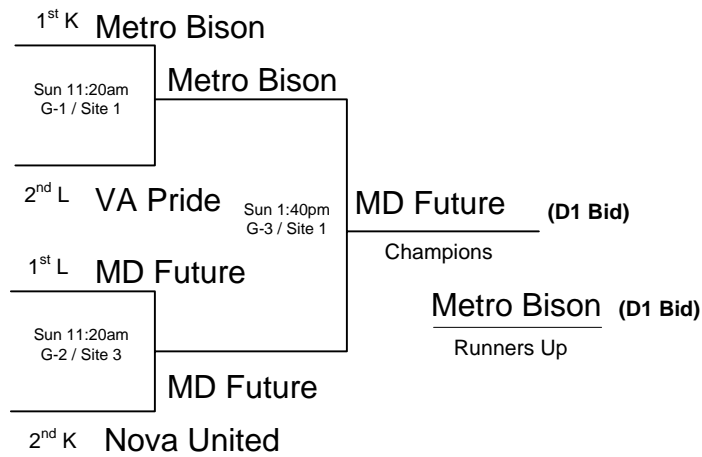 1st K Metro Bison
Sun 11:20am
G-1 / Site 1
Metro Bison
2nd L VA Pride
Sun 1:40pm
G-3 / Site 1
MD Future (D1 Bid)
Champions
1st L MD Future
Sun 11:20am
G-2 / Site 3
Metro Bison (D1 Bid)
Runners Up
MD Future
2nd K Nova United